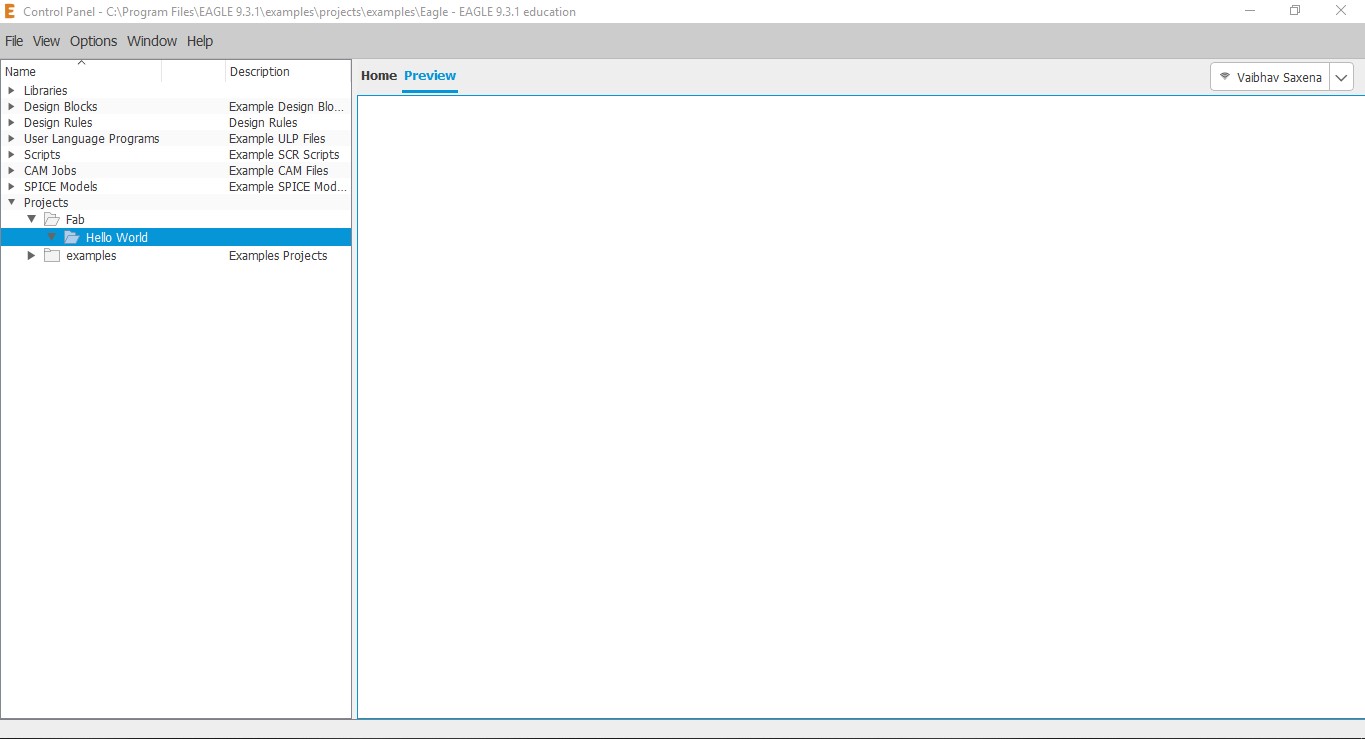 E Control Panel - C:\Program Files\EAGLE 9.3.1\examples\projects\examples\Eagle - EAGLE 9.3.1 education
File View Options Window Help
Name Description
Home Preview
Vaibhav Saxena
Libraries
Design Blocks Example Design Blo...
Design Rules Design Rules
User Language Programs Example ULP Files
Scripts Example SCR Scripts
CAM Jobs Example CAM Files
SPICE Models Example SPICE Mod...
Projects
Fab
Hello World
examples Examples Projects